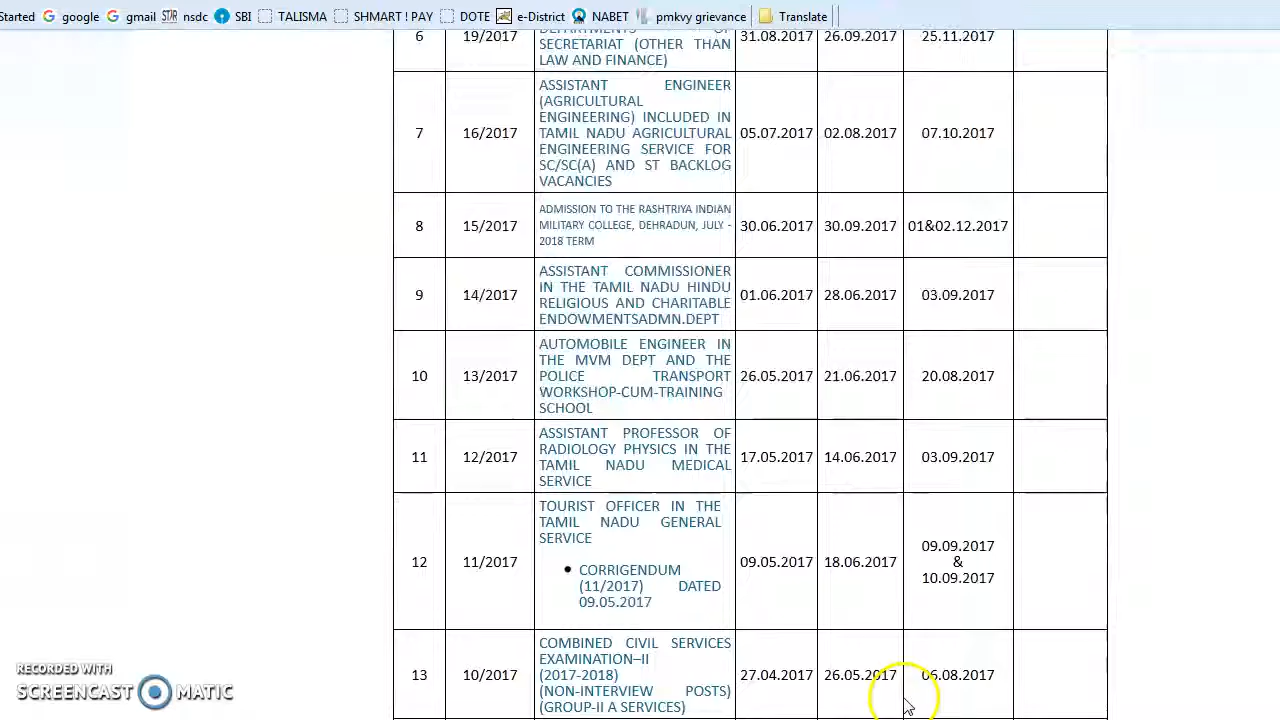 Started google gmail nsdc SBI TALISMA SHMART ! PAY DOT e-District NABET pmkvy grievance Translate
6 19/2017 DEPARTMENTS OF SECRETARIAT (OTHER THAN LAW AND FINANCE) 31.08.2017 26.09.2017 25.11.2017
ASSISTANT ENGINEER
(AGRICULTURAL
ENGINEERING) INCLUDED IN
7 16/2017 TAMIL NADU AGRICULTURAL 05.07.2017 02.08.2017 07.10.2017
ENGINEERING SERVICE FOR
SC/SC(A) AND ST BACKLOG
VACANCIES
ADMISSION TO THE RASHTRIYA INDIAN
8 15/2017 MILITARY COLLEGE, DEHRADUN, JULY - 30.06.2017 30.09.2017 01&02.12.2017
2018 TERM
ASSISTANT COMMISSIONER
IN THE TAMIL NADU HINDU
9 14/2017 RELIGIOUS AND CHARITABLE 01.06.2017 28.06.2017 03.09.2017
ENDOWMENTSADMN.DEPT
AUTOMOBILE ENGINEER IN
THE MVM DEPT AND THE
10 13/2017 POLICE TRANSPORT 26.05.2017 21.06.2017 20.08.2017
WORKSHOP-CUM-TRAINING
SCHOOL
ASSISTANT PROFESSOR OF
RADIOLOGY PHYSICS IN THE
11 12/2017 TAMIL NADU MEDICAL 17.05.2017 14.06.2017 03.09.2017
SERVICE
TOURIST OFFICER IN THE
TAMIL NADU GENERAL
SERVICE
12 11/2017 • CORRIGENDUM 09.05.2017 18.06.2017 09.09.2017
(11/2017) DATED &
09.05.2017 10.09.2017
COMBINED CIVIL SERVICES
EXAMINATION–II
13 10/2017 (2017-2018) 27.04.2017 26.05.2017 06.08.2017
(NON-INTERVIEW POSTS)
(GROUP-II A SERVICES)
RECORDED WITH
SCREENCAST MATIC